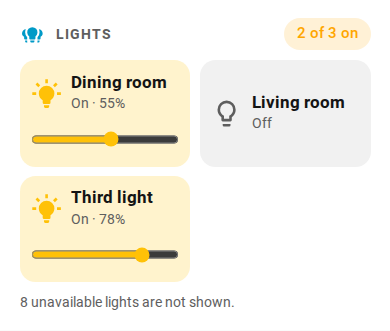 LIGHTS
2 of 3 on
Dining room
On · 55%
Living room
Off
Third light
On · 78%
8 unavailable lights are not shown.